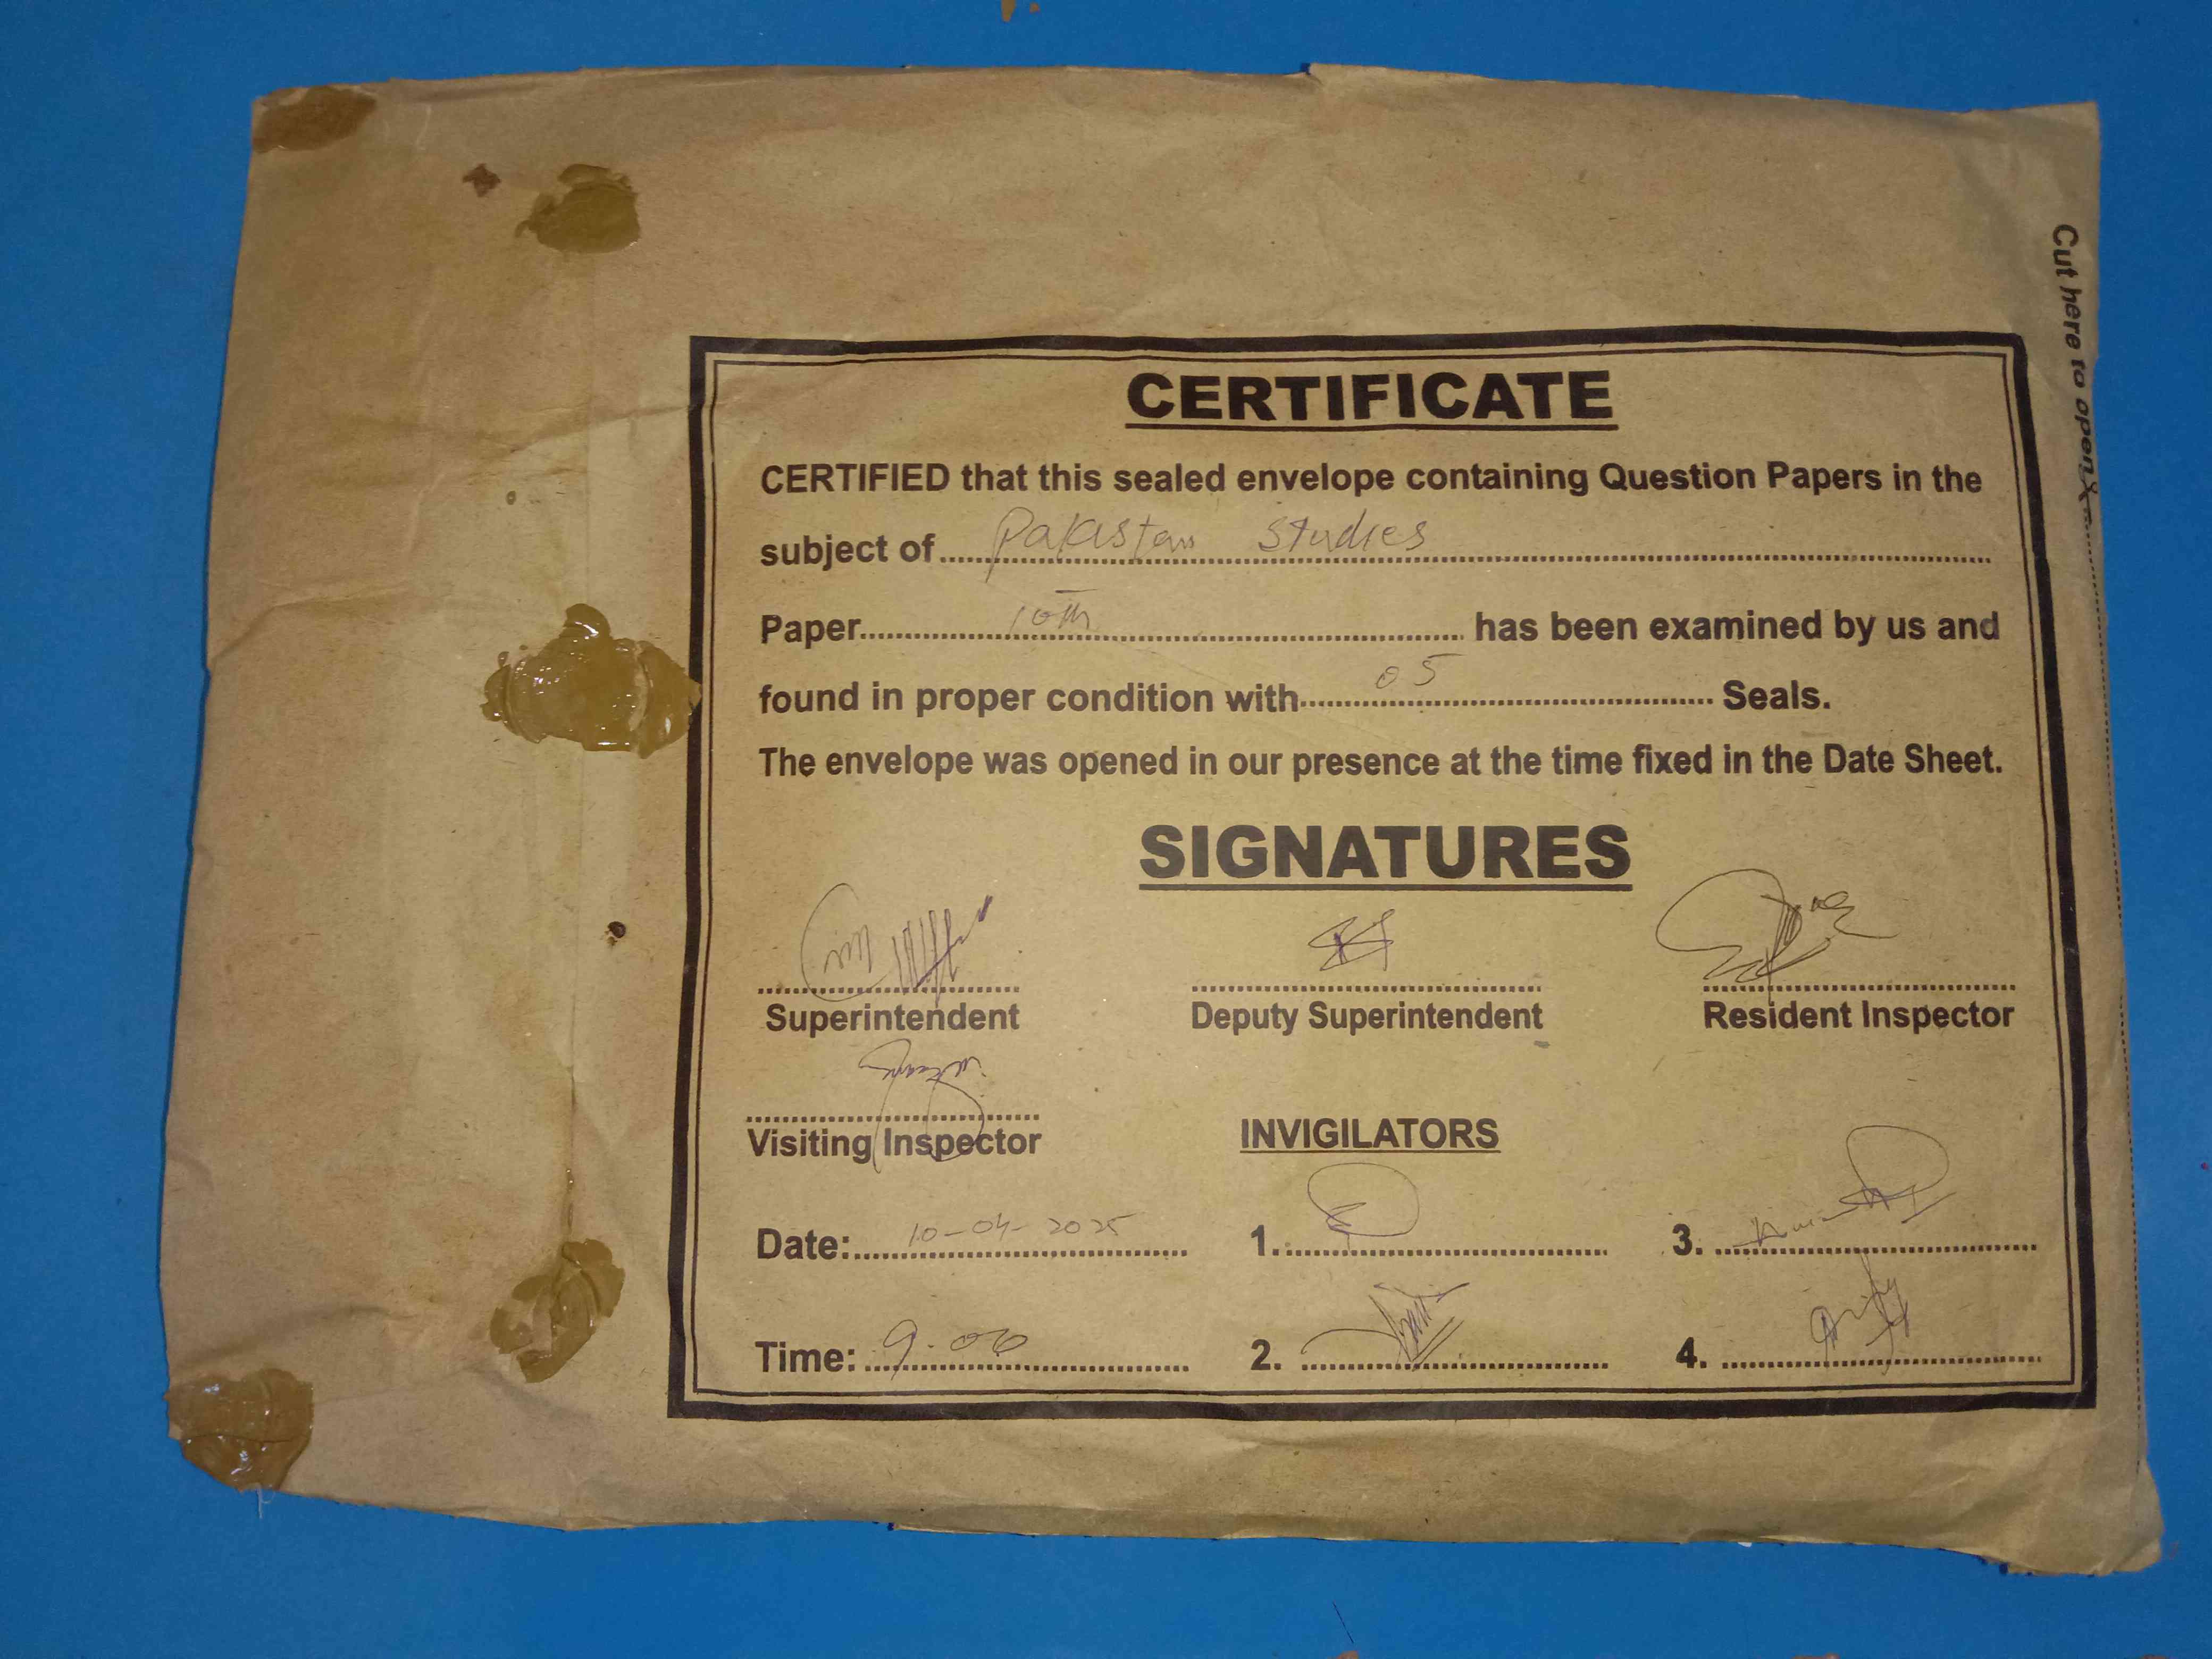 Cut here to open
CERTIFICATE
CERTIFIED that this sealed envelope containing Question Papers in the
subject of Pakistan Studies
Paper 10th has been examined by us and
found in proper condition with 05 Seals.
The envelope was opened in our presence at the time fixed in the Date Sheet.
SIGNATURES
Superintendent Deputy Superintendent Resident Inspector
Visiting Inspector INVIGILATORS
Date: 10-04-2025 1. 3.
Time: 9.00 2. 4.